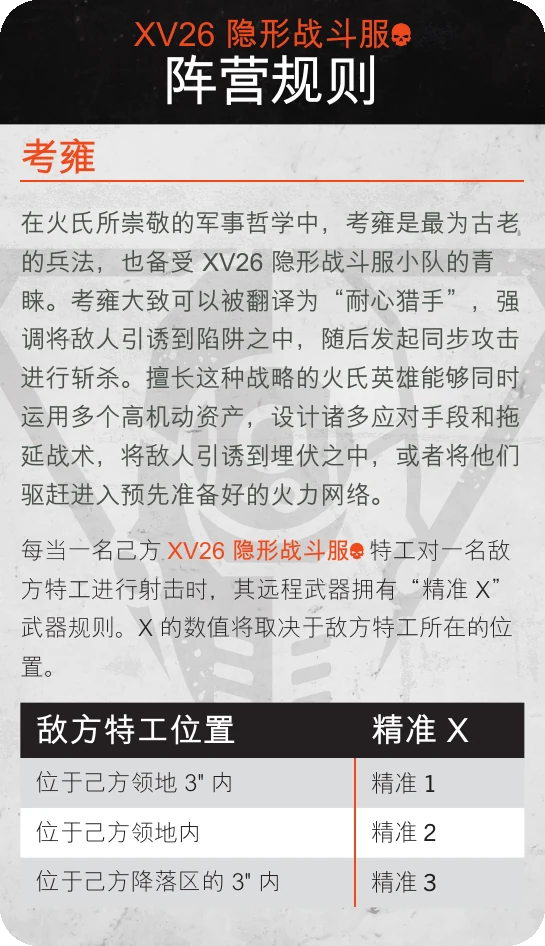 XV26 隐形战斗服
阵营规则
考雍
在火氏所崇敬的军事哲学中，考雍是最为古老
的兵法，也备受 XV26 隐形战斗服小队的青
睐。考雍大致可以被翻译为“耐心猎手”，强
调将敌人引诱到陷阱之中，随后发起同步攻击
进行斩杀。擅长这种战略的火氏英雄能够同时
运用多个高机动资产，设计诸多应对手段和拖
延战术，将敌人引诱到埋伏之中，或者将他们
驱赶进入预先准备好的火力网络。
每当一名己方 XV26 隐形战斗服 特工对一名敌
方特工进行射击时，其远程武器拥有“精准 X”
武器规则。X 的数值将取决于敌方特工所在的位
置。
敌方特工位置 精准 X
位于己方领地 3" 内 精准 1
位于己方领地内 精准 2
位于己方降落区的 3" 内 精准 3